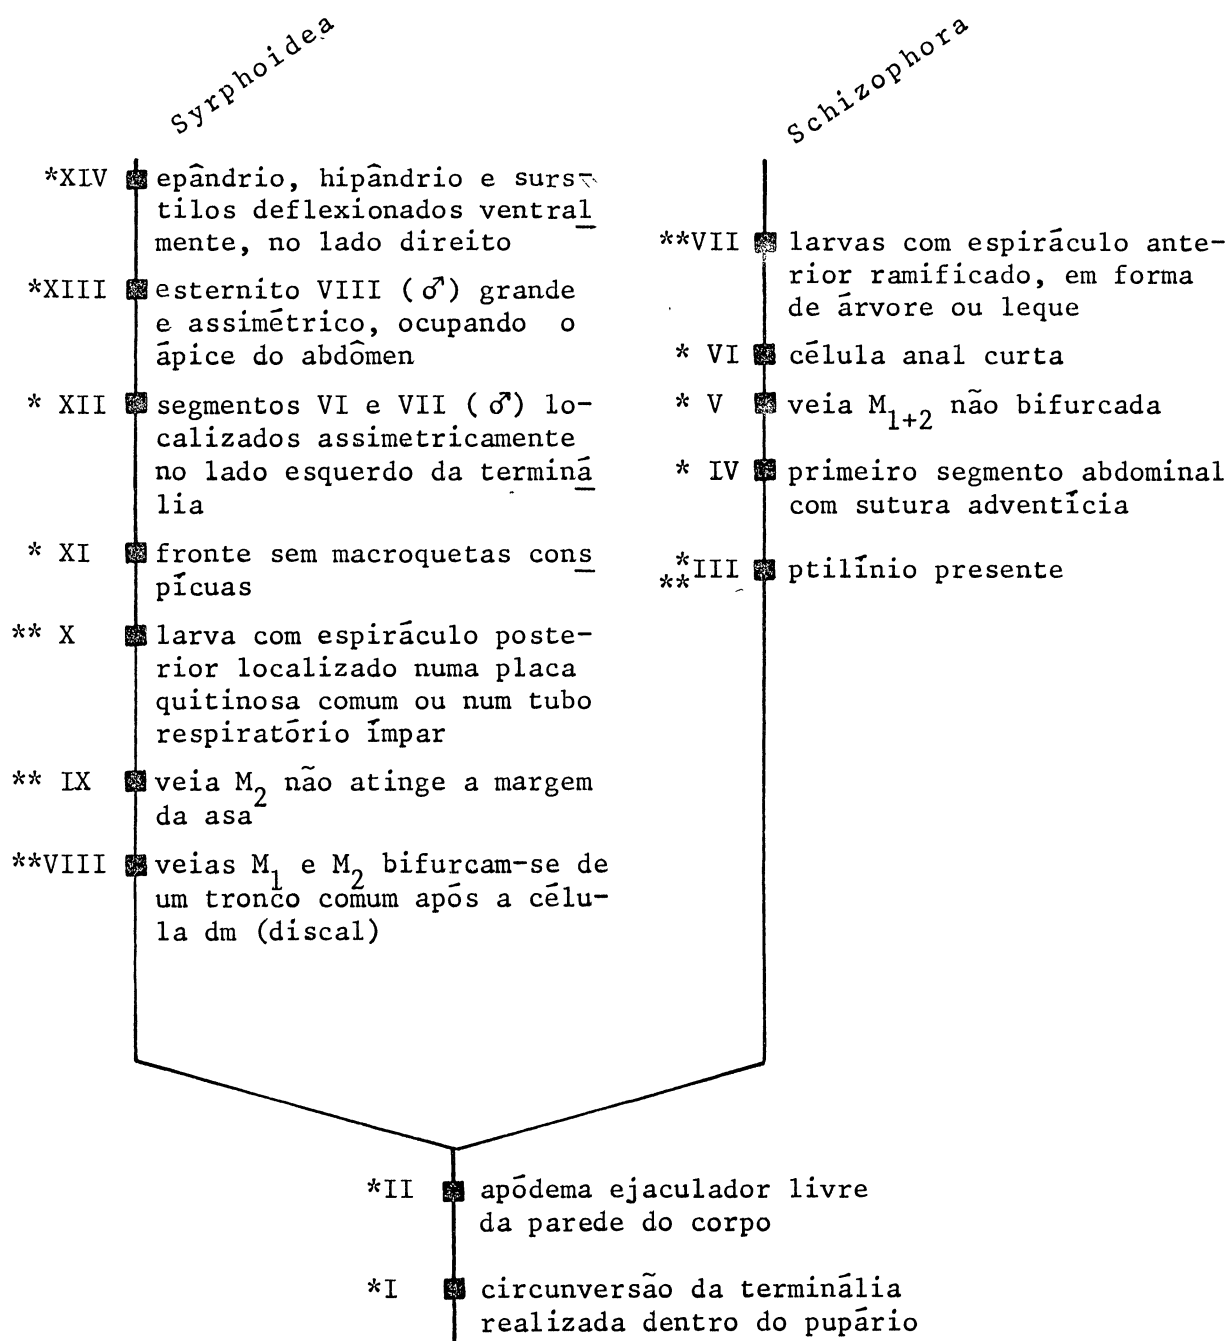 Syrphoidea
*XIV epândrio, hipândrio e surs-
tilos deflexionados ventral
mente, no lado direito
*XIII esternito VIII (♂) grande
e assimétrico, ocupando o
ápice do abdômen
* XII segmentos VI e VII (♂) lo-
calizados assimetricamente
no lado esquerdo da terminá
lia
* XI fronte sem macroquetas cons
pícuas
** X larva com espiráculo poste-
rior localizado numa placa
quitinosa comum ou num tubo
respiratório ímpar
** IX veia M2 não atinge a margem
da asa
**VIII veias M1 e M2 bifurcam-se de
um tronco comum após a célu-
la dm (discal)
Schizophora
**VII larvas com espiráculo ante-
rior ramificado, em forma
de árvore ou leque
* VI célula anal curta
* V veia M1+2 não bifurcada
* IV primeiro segmento abdominal
com sutura adventícia
*
**III ptilínio presente
*II apódema ejaculador livre
da parede do corpo
*I circunversão da terminália
realizada dentro do pupário